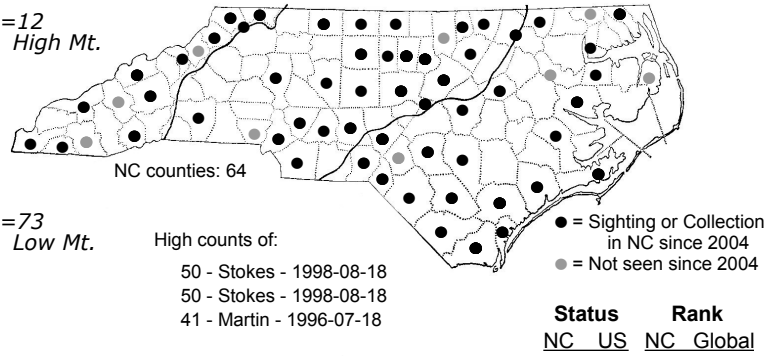 =12
High Mt.
NC counties: 64
=73
Low Mt.
High counts of:
50 - Stokes - 1998-08-18
50 - Stokes - 1998-08-18
41 - Martin - 1996-07-18
= Sighting or Collection
in NC since 2004
= Not seen since 2004
Status Rank
NC US NC Global